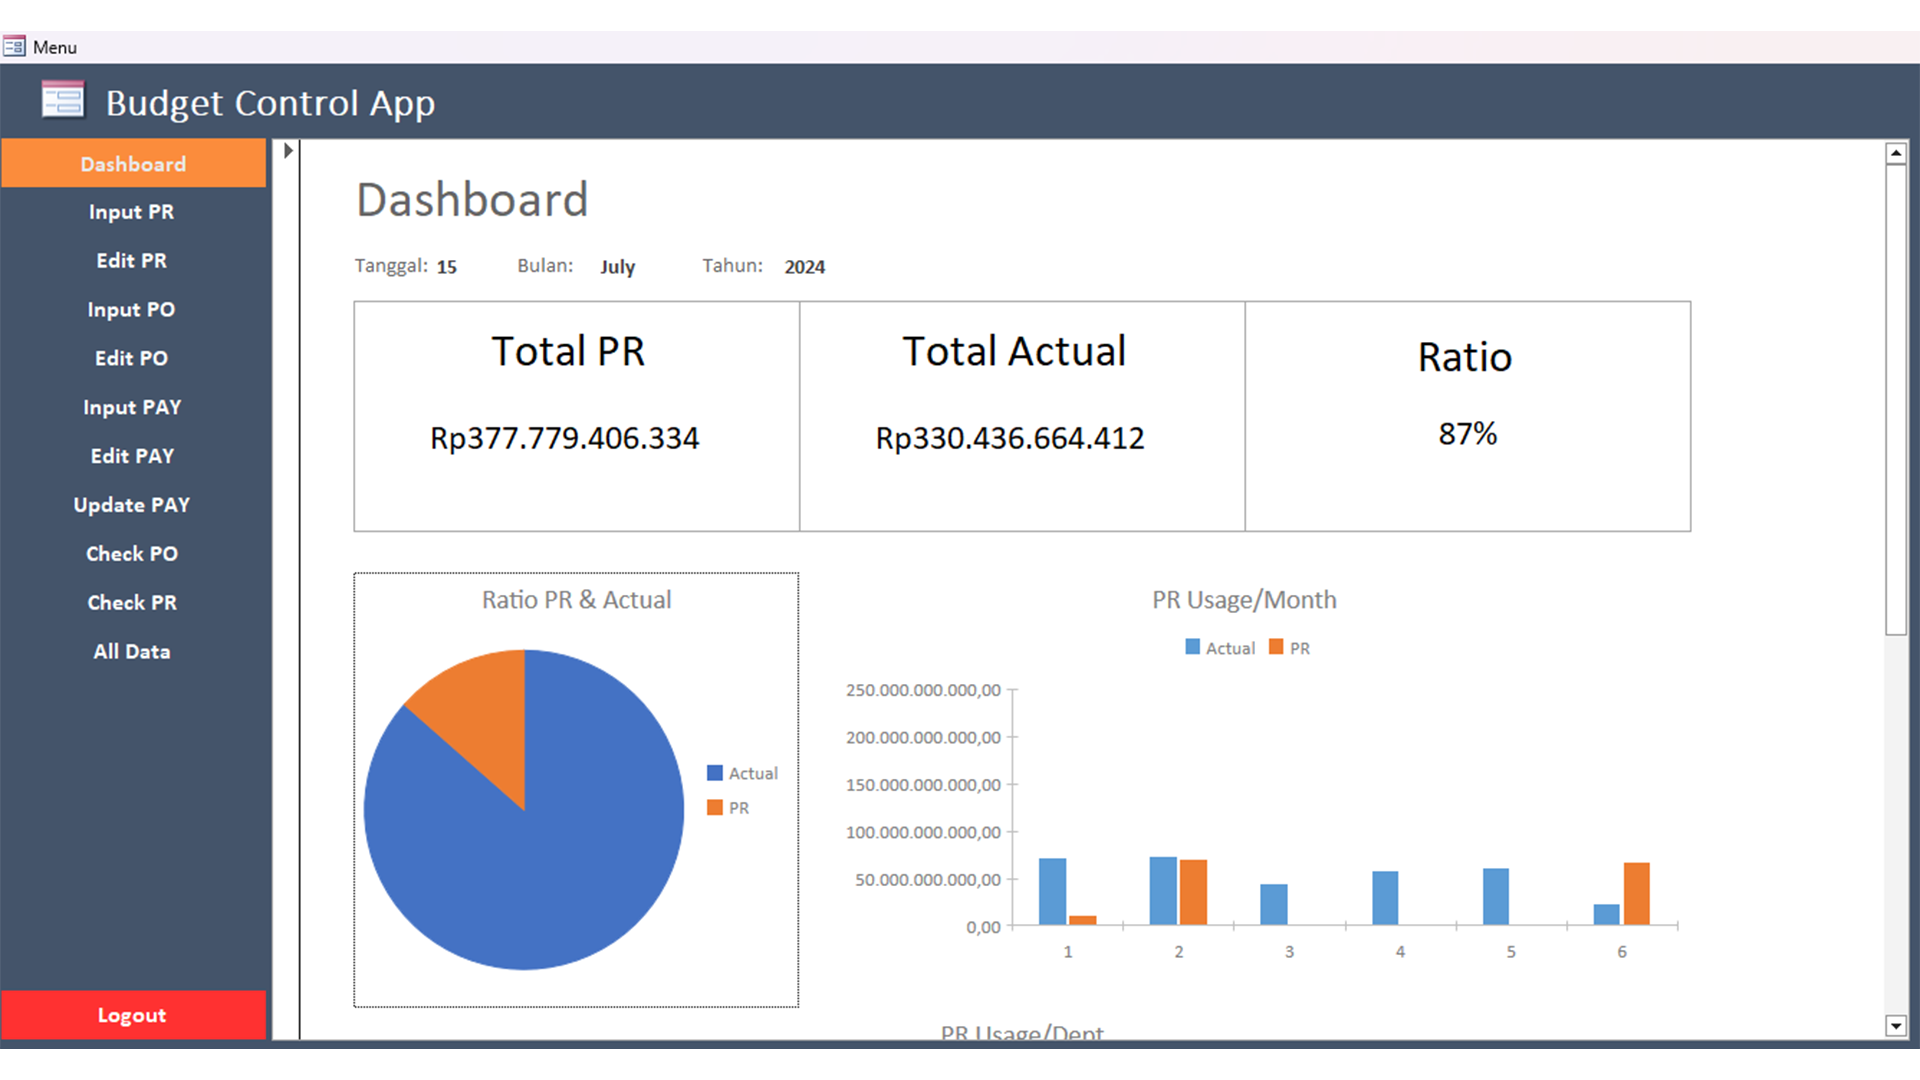 Menu
Budget Control App
Dashboard
Input PR
Edit PR
Input PO
Edit PO
Input PAY
Edit PAY
Update PAY
Check PO
Check PR
All Data
Logout
Dashboard
Tanggal: 15 Bulan: July Tahun: 2024
Total PR
Rp377.779.406.334
Total Actual
Rp330.436.664.412
Ratio
87%
Ratio PR & Actual
Actual
PR
PR Usage/Month
Actual PR
250.000.000.000,00
200.000.000.000,00
150.000.000.000,00
100.000.000.000,00
50.000.000.000,00
0,00
1 2 3 4 5 6
PR Usage/Dept